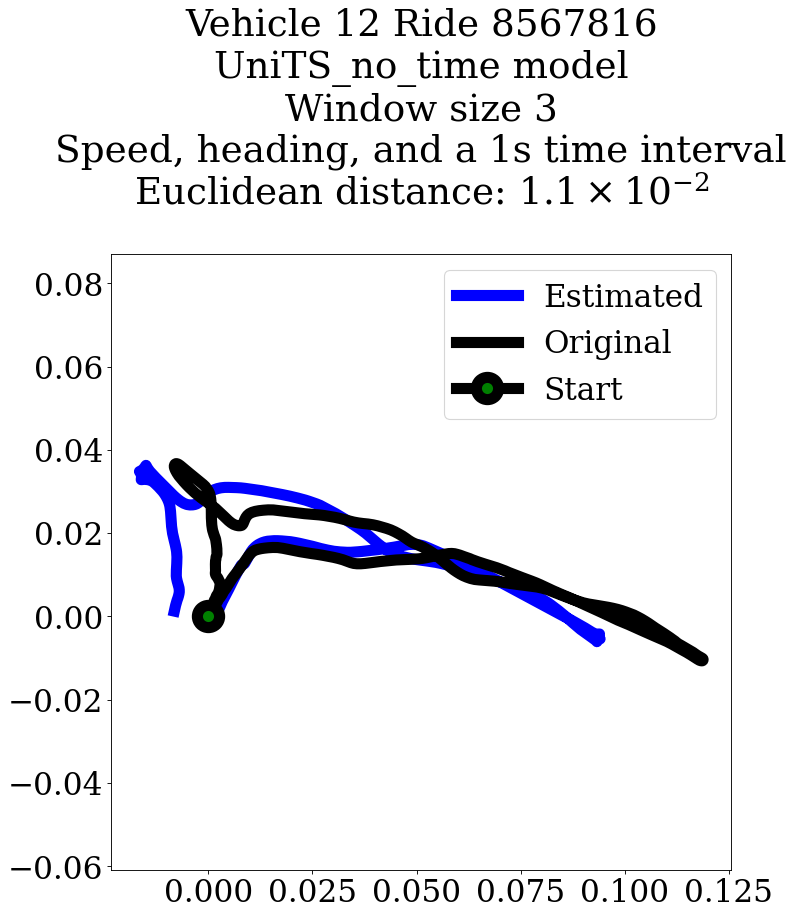 Vehicle 12 Ride 8567816
UniTS_no_time model
Window size 3
Speed, heading, and a 1s time interval
Euclidean distance: 1.1 × 10⁻²
Estimated
Original
Start
0.08
0.06
0.04
0.02
0.00
−0.02
−0.04
−0.06
0.000 0.025 0.050 0.075 0.100 0.125